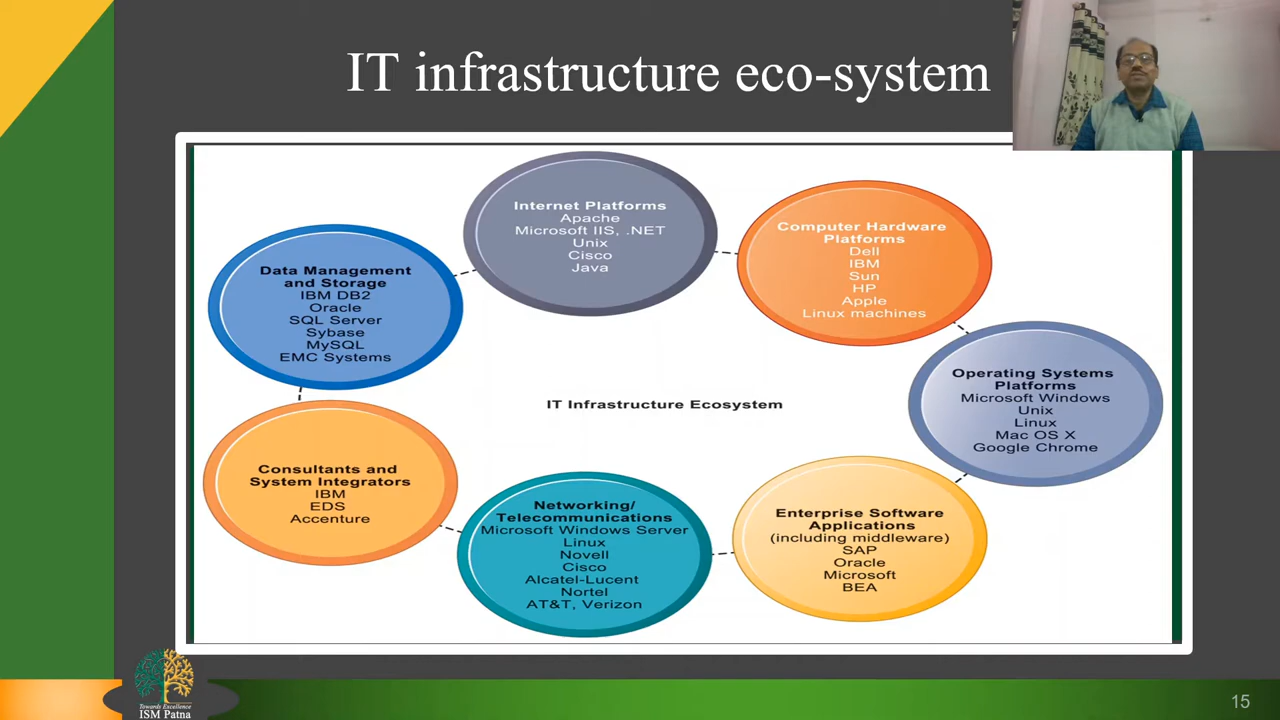 IT infrastructure eco-system
Internet Platforms
Apache
Microsoft IIS, .NET
Unix
Cisco
Java
Computer Hardware
Platforms
Dell
IBM
Sun
HP
Apple
Linux machines
Data Management
and Storage
IBM DB2
Oracle
SQL Server
Sybase
MySQL
EMC Systems
Operating Systems
Platforms
Microsoft Windows
Unix
Linux
Mac OS X
Google Chrome
IT Infrastructure Ecosystem
Consultants and
System Integrators
IBM
EDS
Accenture
Networking/
Telecommunications
Microsoft Windows Server
Linux
Novell
Cisco
Alcatel-Lucent
Nortel
AT&T, Verizon
Enterprise Software
Applications
(including middleware)
SAP
Oracle
Microsoft
BEA
Towards Excellence
ISM Patna
15